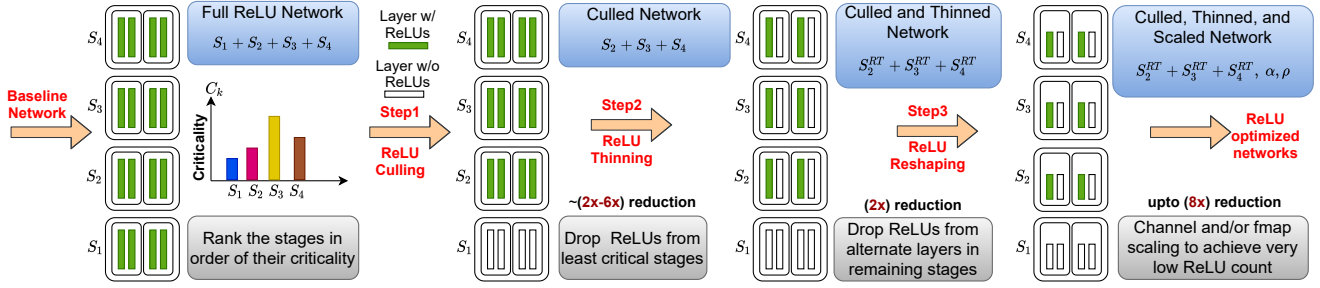 Baseline
Network
S₄
S₃
S₂
S₁
Full ReLU Network
S₁ + S₂ + S₃ + S₄
Cₖ
Criticality
S₁ S₂ S₃ S₄
Rank the stages in
order of their criticality
Layer w/
ReLUs
Layer w/o
ReLUs
Step1
ReLU
Culling
S₄
S₃
S₂
S₁
Culled Network
S₂ + S₃ + S₄
Step2
ReLU
Thinning
~(2x-6x) reduction
Drop ReLUs from
least critical stages
S₄
S₃
S₂
S₁
Culled and Thinned
Network
S₂ᴿᵀ + S₃ᴿᵀ + S₄ᴿᵀ
Step3
ReLU
Reshaping
(2x) reduction
Drop ReLUs from
alternate layers in
remaining stages
S₄
S₃
S₂
S₁
Culled, Thinned, and
Scaled Network
S₂ᴿᵀ + S₃ᴿᵀ + S₄ᴿᵀ, α, ρ
ReLU
optimized
networks
upto (8x) reduction
Channel and/or fmap
scaling to achieve very
low ReLU count